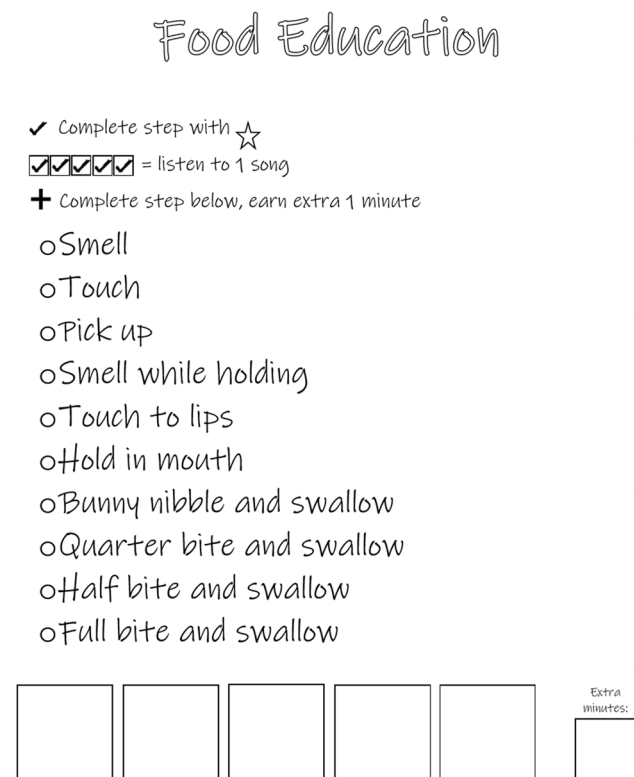 Food Education
✔ Complete step with ☆
☑☑☑☑☑ = listen to 1 song
+ Complete step below, earn extra 1 minute
○ Smell
○ Touch
○ Pick up
○ Smell while holding
○ Touch to lips
○ Hold in mouth
○ Bunny nibble and swallow
○ Quarter bite and swallow
○ Half bite and swallow
○ Full bite and swallow
Extra
minutes: